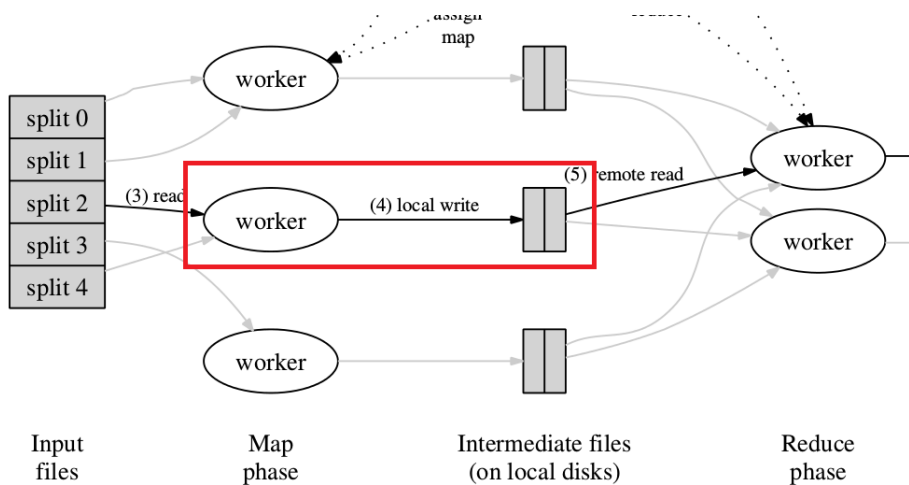 assign
map
worker
split 0
split 1
split 2
split 3
split 4
(3) read
worker
(4) local write
(5) remote read
worker
worker
worker
Input
files
Map
phase
Intermediate files
(on local disks)
Reduce
phase